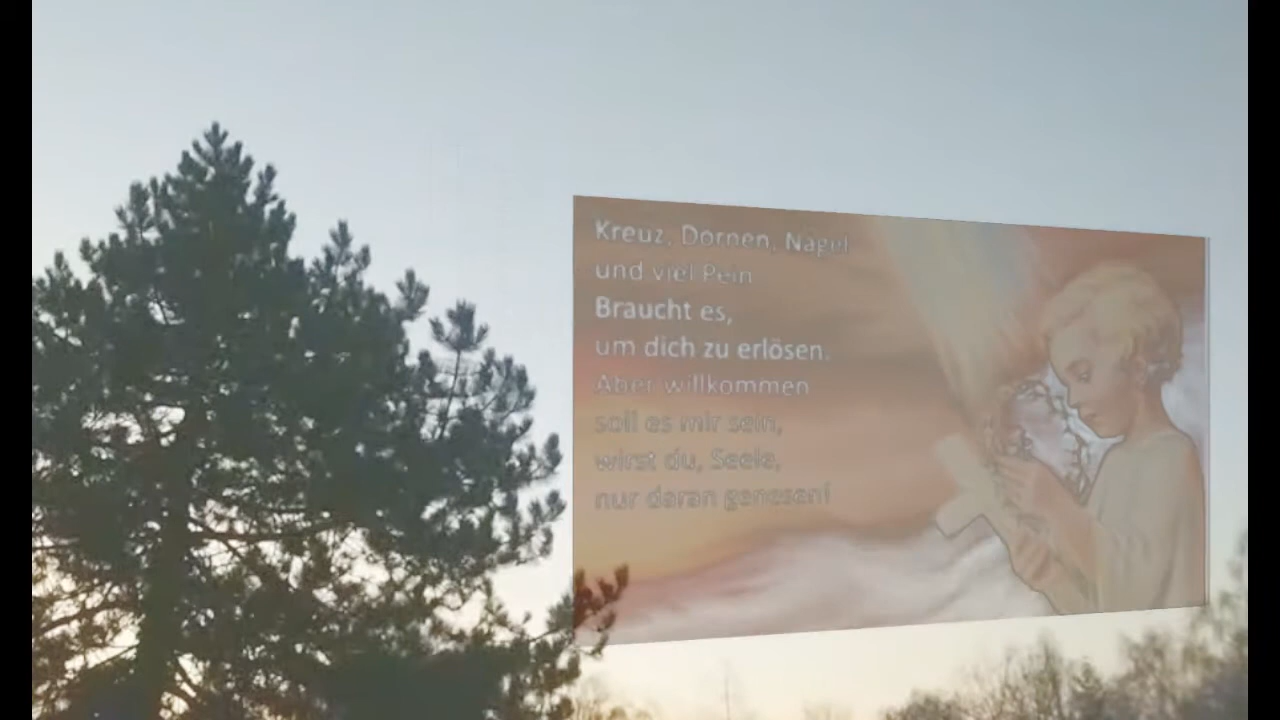 Kreuz, Dornen, Nägel
und viel Pein
Braucht es,
um dich zu erlösen.
Aber willkommen
soll es mir sein,
wirst du, Seele,
nur daran genesen!